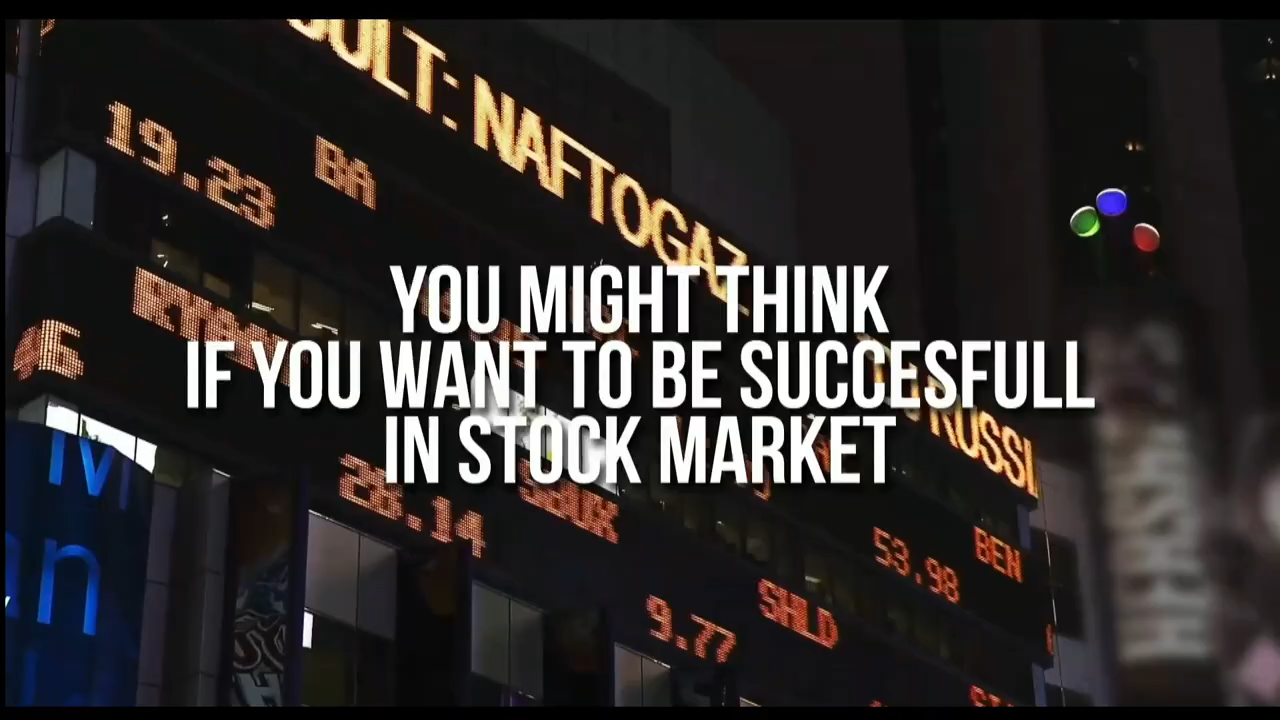 NAFTOGAZ
19.23
BA
YOU MIGHT THINK
IF YOU WANT TO BE SUCCESFULL
IN STOCK MARKET
RUSSI
28.14
SBUX
53.98
BEN
9.77
SHLD